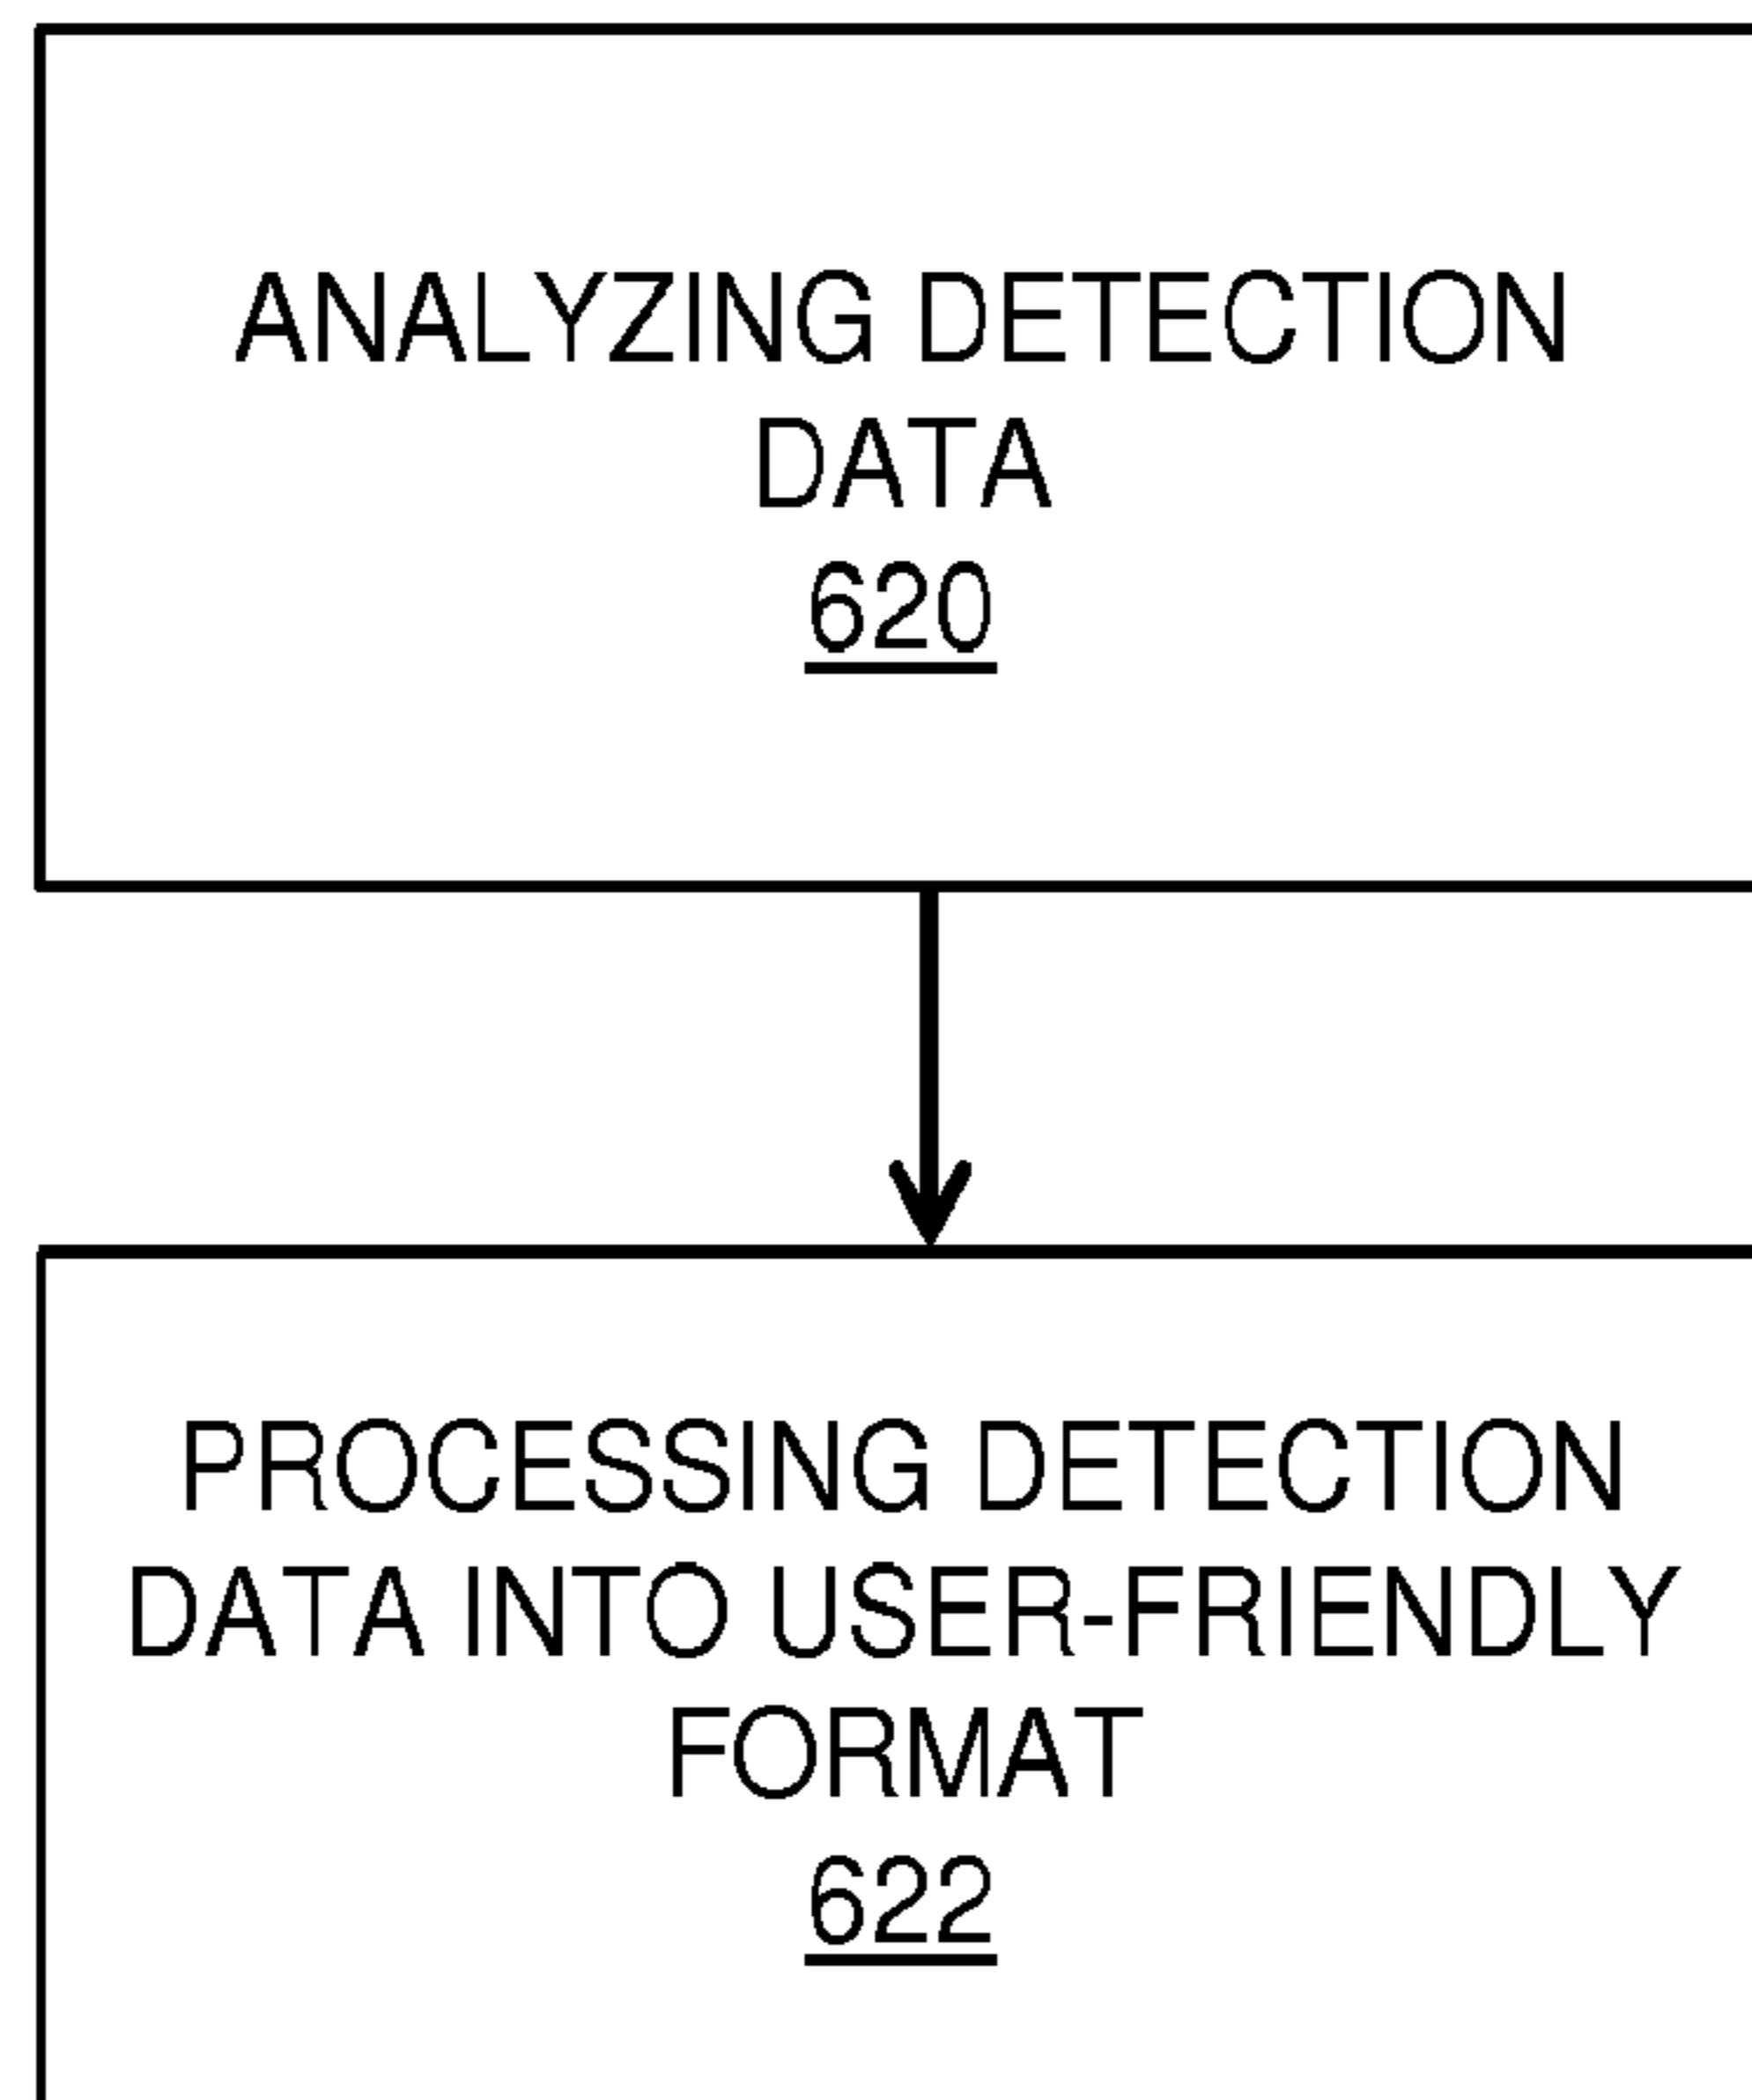 ANALYZING DETECTION
DATA
620
PROCESSING DETECTION
DATA INTO USER-FRIENDLY
FORMAT
622